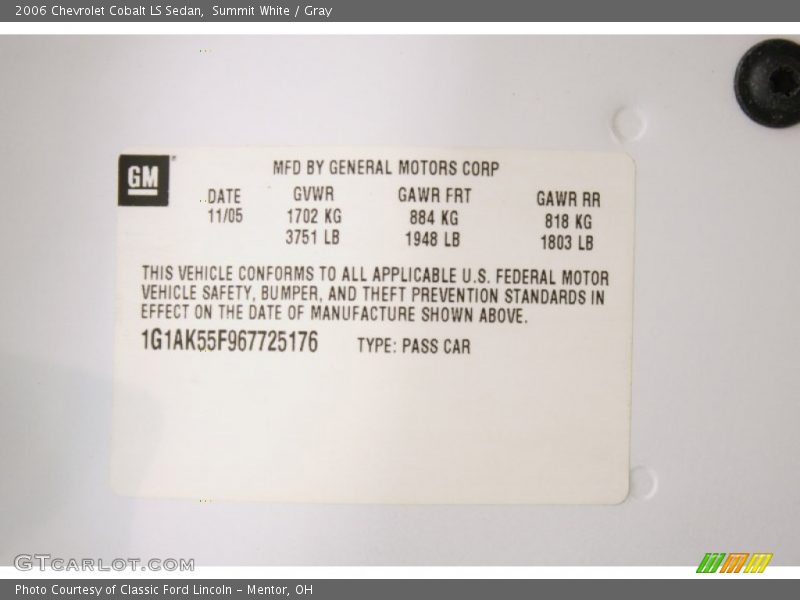 2006 Chevrolet Cobalt LS Sedan, Summit White / Gray
GM
MFD BY GENERAL MOTORS CORP
DATE GVWR GAWR FRT GAWR RR
11/05 1702 KG 884 KG 818 KG
3751 LB 1948 LB 1803 LB
THIS VEHICLE CONFORMS TO ALL APPLICABLE U.S. FEDERAL MOTOR
VEHICLE SAFETY, BUMPER, AND THEFT PREVENTION STANDARDS IN
EFFECT ON THE DATE OF MANUFACTURE SHOWN ABOVE.
1G1AK55F967725176 TYPE: PASS CAR
GTCARLOT.COM
Photo Courtesy of Classic Ford Lincoln - Mentor, OH